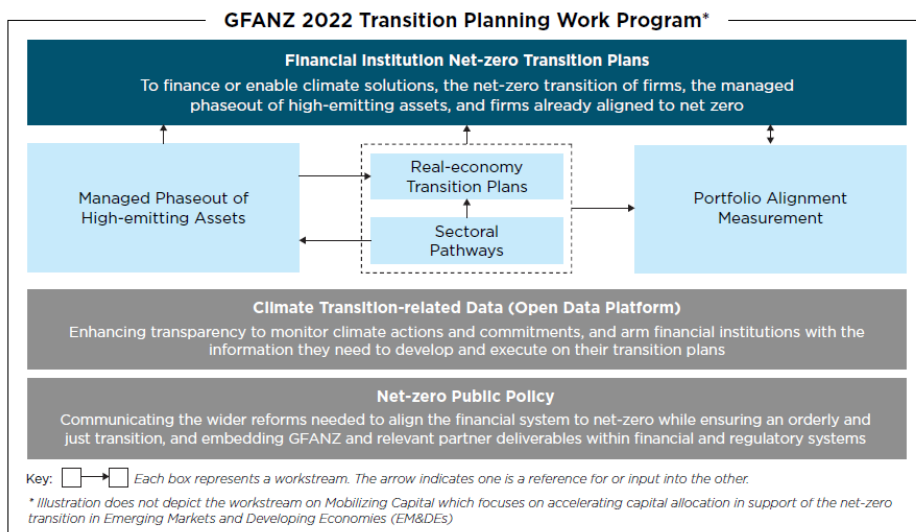 GFANZ 2022 Transition Planning Work Program*
Financial Institution Net-zero Transition Plans
To finance or enable climate solutions, the net-zero transition of firms, the managed
phaseout of high-emitting assets, and firms already aligned to net zero
Managed Phaseout of
High-emitting Assets
Real-economy
Transition Plans
Sectoral
Pathways
Portfolio Alignment
Measurement
Climate Transition-related Data (Open Data Platform)
Enhancing transparency to monitor climate actions and commitments, and arm financial institutions with the
information they need to develop and execute on their transition plans
Net-zero Public Policy
Communicating the wider reforms needed to align the financial system to net-zero while ensuring an orderly and
just transition, and embedding GFANZ and relevant partner deliverables within financial and regulatory systems
Key: Each box represents a workstream. The arrow indicates one is a reference for or input into the other.
* Illustration does not depict the workstream on Mobilizing Capital which focuses on accelerating capital allocation in support of the net-zero
transition in Emerging Markets and Developing Economies (EM&DEs)